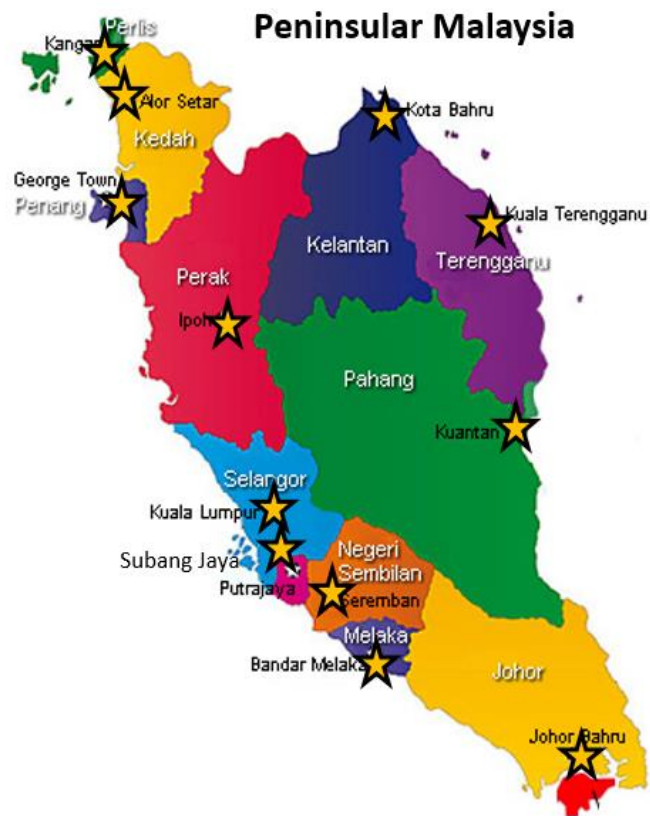 Peninsular Malaysia
Perlis
Kangar
Alor Setar
Kedah
Kota Bahru
George Town
Penang
Kuala Terengganu
Kelantan
Terengganu
Perak
Ipoh
Pahang
Kuantan
Selangor
Kuala Lumpur
Subang Jaya
Negeri
Sembilan
Putrajaya
Seremban
Melaka
Bandar Melaka
Johor
Johor Bahru